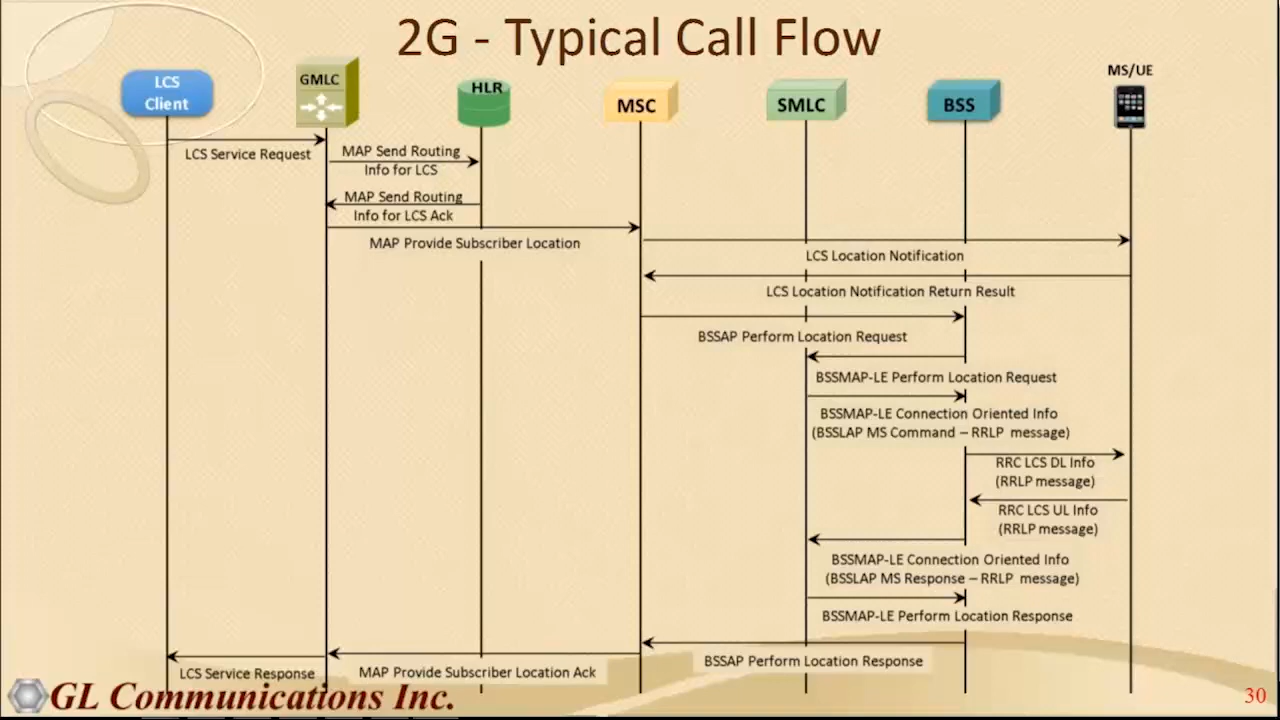 2G - Typical Call Flow
LCS
Client
GMLC
HLR
MSC
SMLC
BSS
MS/UE
LCS Service Request
MAP Send Routing
Info for LCS
MAP Send Routing
Info for LCS Ack
MAP Provide Subscriber Location
LCS Location Notification
LCS Location Notification Return Result
BSSAP Perform Location Request
BSSMAP-LE Perform Location Request
BSSMAP-LE Connection Oriented Info
(BSSLAP MS Command – RRLP message)
RRC LCS DL Info
(RRLP message)
RRC LCS UL Info
(RRLP message)
BSSMAP-LE Connection Oriented Info
(BSSLAP MS Response – RRLP message)
BSSMAP-LE Perform Location Response
BSSAP Perform Location Response
MAP Provide Subscriber Location Ack
LCS Service Response
GL Communications Inc.
30